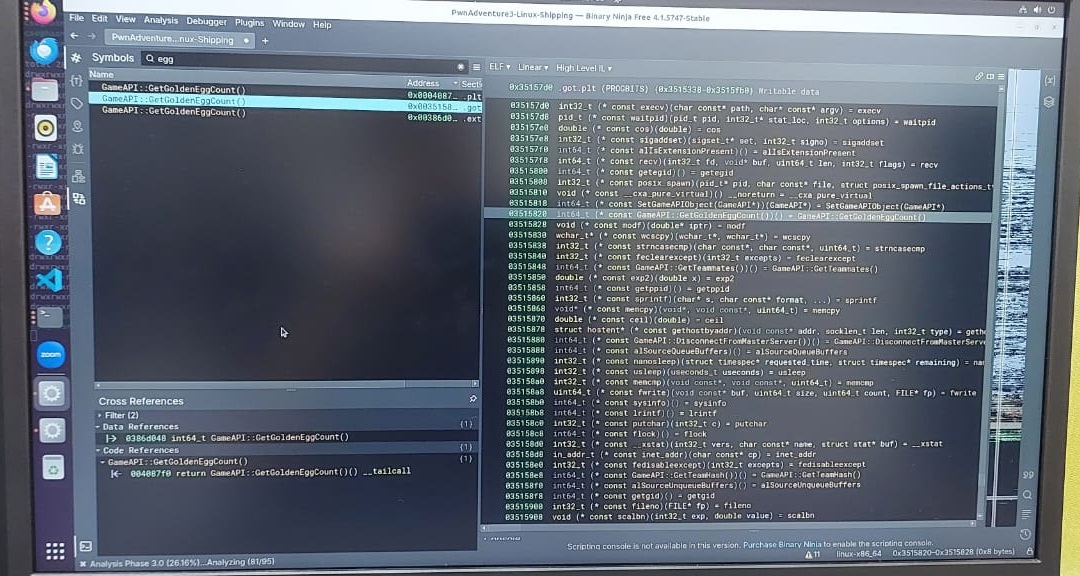 PwnAdventure3-Linux-Shipping — Binary Ninja Free 4.1.5747-Stable
File Edit View Analysis Debugger Plugins Window Help
PwnAdventure...nux-Shipping
Symbols egg
ELF Linear High Level IL
Name Address Secti
GameAPI::GetGoldenEggCount() 0x0004087… .plt
GameAPI::GetGoldenEggCount() 0x0035158… .got
GameAPI::GetGoldenEggCount() 0x00386d0… .ext
0x35157d0 .got.plt (PROGBITS) {0x3515338-0x3515fb0} Writable data
035157d0 int32_t (* const execv)(char const* path, char const* argv) = execv
035157d8 pid_t (* const waitpid)(pid_t pid, int32_t* stat_loc, int32_t options) = waitpid
035157e0 double (* const cos)(double) = cos
035157e8 int32_t (* const sigaddset)(sigset_t* set, int32_t signo) = sigaddset
035157f0 int64_t (* const alIsExtensionPresent)() = alIsExtensionPresent
035157f8 int64_t (* const recv)(int32_t fd, void* buf, uint64_t len, int32_t flags) = recv
03515800 int64_t (* const getegid)() = getegid
03515808 int32_t (* const posix_spawn)(pid_t* pid, char const* file, struct posix_spawn_file_actions_t
03515810 void (* const __cxa_pure_virtual)() __noreturn = __cxa_pure_virtual
03515818 int64_t (* const SetGameAPIObject(GameAPI*))(GameAPI*) = SetGameAPIObject(GameAPI*)
03515820 int64_t (* const GameAPI::GetGoldenEggCount())() = GameAPI::GetGoldenEggCount()
03515828 void (* const modf)(double* iptr) = modf
03515830 wchar_t* (* const wcscpy)(wchar_t*, wchar_t*) = wcscpy
03515838 int32_t (* const strncasecmp)(char const*, char const*, uint64_t) = strncasecmp
03515840 int32_t (* const feclearexcept)(int32_t excepts) = feclearexcept
03515848 int64_t (* const GameAPI::GetTeammates())() = GameAPI::GetTeammates()
03515850 double (* const exp2)(double x) = exp2
03515858 int64_t (* const getppid)() = getppid
03515860 int32_t (* const sprintf)(char* s, char const* format, ...) = sprintf
03515868 void* (* const memcpy)(void*, void const*, uint64_t) = memcpy
03515870 double (* const ceil)(double) = ceil
03515878 struct hostent* (* const gethostbyaddr)(void const* addr, socklen_t len, int32_t type) = geth
03515880 int64_t (* const GameAPI::DisconnectFromMasterServer())() = GameAPI::DisconnectFromMasterServe
03515888 int64_t (* const alSourceQueueBuffers)() = alSourceQueueBuffers
03515890 int32_t (* const nanosleep)(struct timespec* requested_time, struct timespec* remaining) = na
03515898 int32_t (* const usleep)(useconds_t useconds) = usleep
035158a0 int32_t (* const memcmp)(void const*, void const*, uint64_t) = memcmp
035158a8 uint64_t (* const fwrite)(void const* buf, uint64_t size, uint64_t count, FILE* fp) = fwrite
035158b0 int64_t (* const sysinfo)() = sysinfo
035158b8 int64_t (* const lrintf)() = lrintf
035158c0 int32_t (* const putchar)(int32_t c) = putchar
035158c8 int64_t (* const flock)() = flock
035158d0 int32_t (* const __xstat)(int32_t vers, char const* name, struct stat* buf) = __xstat
035158d8 in_addr_t (* const inet_addr)(char const* cp) = inet_addr
035158e0 int32_t (* const fedisableexcept)(int32_t excepts) = fedisableexcept
035158e8 int64_t (* const GameAPI::GetTeamHash())() = GameAPI::GetTeamHash()
035158f0 int64_t (* const alSourceUnqueueBuffers)() = alSourceUnqueueBuffers
035158f8 int64_t (* const getgid)() = getgid
03515900 int32_t (* const fileno)(FILE* fp) = fileno
03515908 void (* const scalbn)(int32_t exp, double value) = scalbn
Cross References
Filter (2)
Data References {1}
0386d048 int64_t GameAPI::GetGoldenEggCount()
Code References {1}
GameAPI::GetGoldenEggCount() {1}
004087f0 return GameAPI::GetGoldenEggCount()() __tailcall
zoom
Scripting console is not available in this version. Purchase Binary Ninja to enable the scripting console.
Analysis Phase 3.0 (26.16%)...Analyzing (81/95)
11 linux-x86_64 0x3515820-0x3515828 (0x8 bytes)